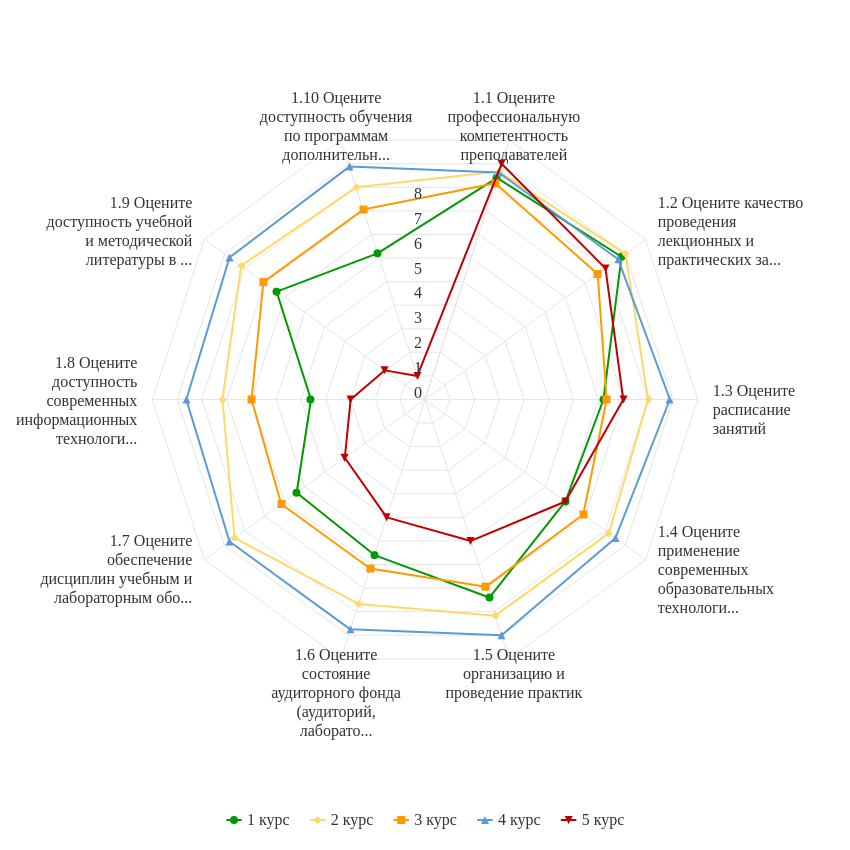 1.10 Оцените
доступность обучения
по программам
дополнительн...
1.1 Оцените
профессиональную
компетентность
преподавателей
1.9 Оцените
доступность учебной
и методической
литературы в ...
1.2 Оцените качество
проведения
лекционных и
практических за...
8
7
6
5
4
3
2
1
0
1.8 Оцените
доступность
современных
информационных
технологи...
1.3 Оцените
расписание
занятий
1.7 Оцените
обеспечение
дисциплин учебным и
лабораторным обо...
1.4 Оцените
применение
современных
образовательных
технологи...
1.6 Оцените
состояние
аудиторного фонда
(аудиторий,
лаборато...
1.5 Оцените
организацию и
проведение практик
1 курс 2 курс 3 курс 4 курс 5 курс